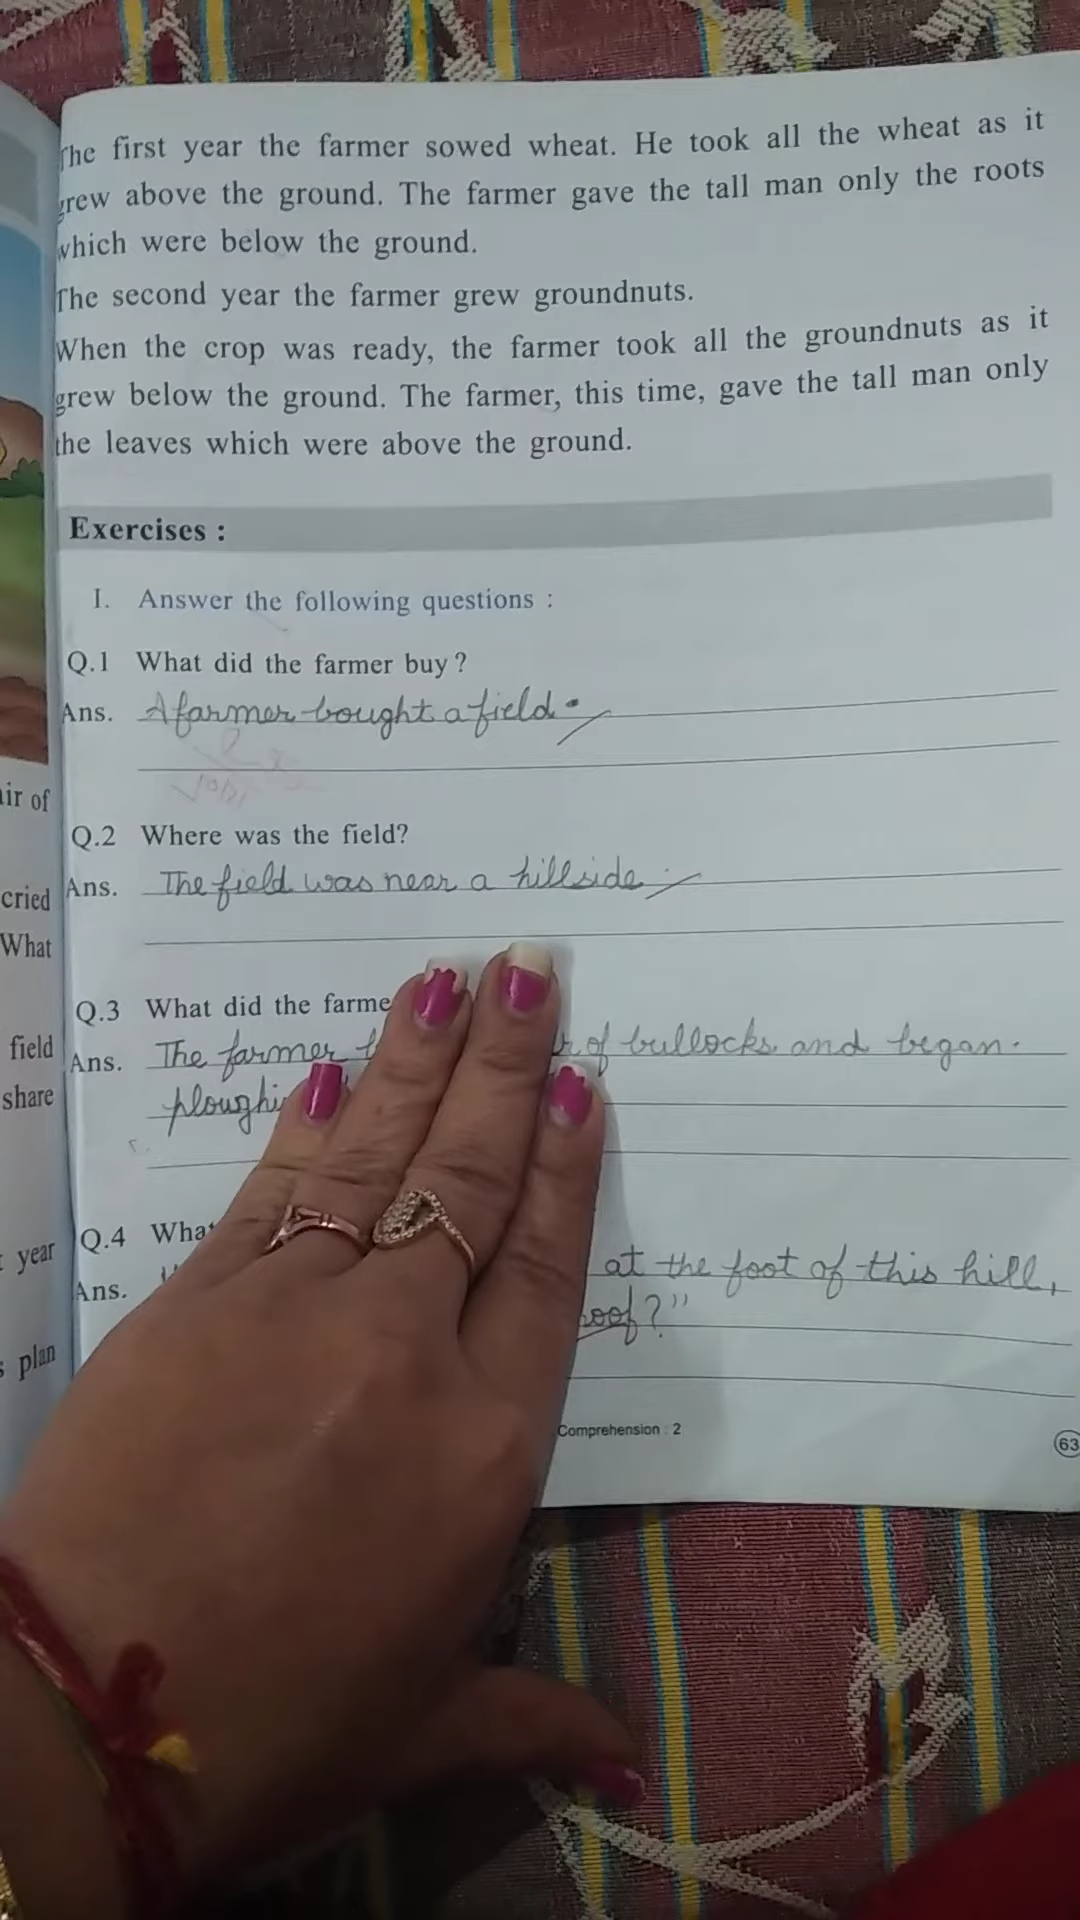 The first year the farmer sowed wheat. He took all the wheat as it
grew above the ground. The farmer gave the tall man only the roots
which were below the ground.
The second year the farmer grew groundnuts.
When the crop was ready, the farmer took all the groundnuts as it
grew below the ground. The farmer, this time, gave the tall man only
the leaves which were above the ground.
Exercises :
I. Answer the following questions :
Q.1 What did the farmer buy?
Ans. A farmer bought a field.
Q.2 Where was the field?
Ans. The field was near a hillside.
Q.3 What did the farme
Ans. The farmer of bullocks and began.
Q.4
Ans. at the foot of this hill,
Comprehension : 2
63
ir of
cried
What
field
share
year
plan